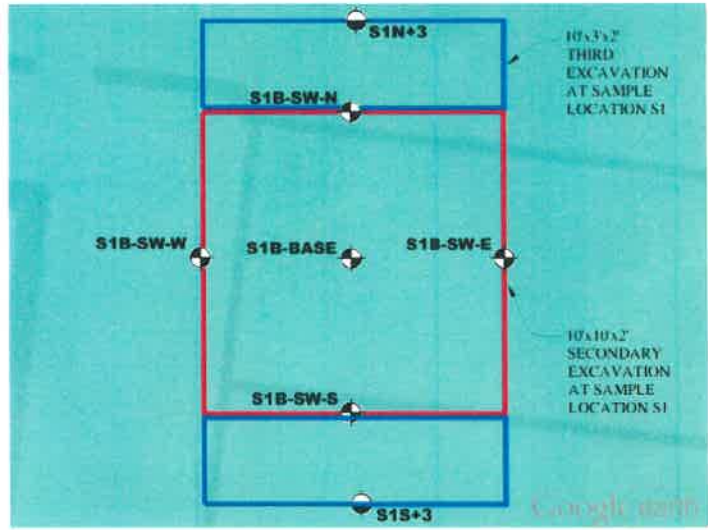 S1N+3
10'x3'x2'
THIRD
EXCAVATION
AT SAMPLE
LOCATION S1
S1B-SW-N
S1B-SW-W
S1B-BASE
S1B-SW-E
10'x10'x2'
SECONDARY
EXCAVATION
AT SAMPLE
LOCATION S1
S1B-SW-S
S1S+3
Google